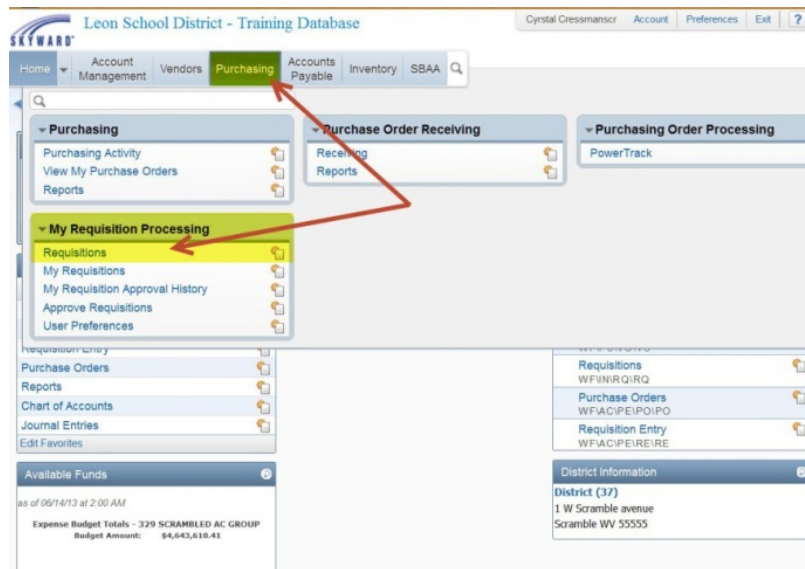 SKYWARD®
Leon School District - Training Database
Cyrstal Cressmanscr Account Preferences Exit ?
Home Account Management Vendors Purchasing Accounts Payable Inventory SBAA
Purchasing
Purchasing Activity
View My Purchase Orders
Reports
Purchase Order Receiving
Receiving
Reports
Purchasing Order Processing
PowerTrack
My Requisition Processing
Requisitions
My Requisitions
My Requisition Approval History
Approve Requisitions
User Preferences
Requisition Entry
Purchase Orders
Reports
Chart of Accounts
Journal Entries
Edit Favorites
Requisitions
WF\IN\RQ\RQ
Purchase Orders
WF\AC\PE\PO\PO
Requisition Entry
WF\AC\PE\RE\RE
Available Funds
as of 06/14/13 at 2:00 AM
Expense Budget Totals - 329 SCRAMBLED AC GROUP
Budget Amount: $4,643,610.41
District Information
District (37)
1 W Scramble avenue
Scramble WV 55555